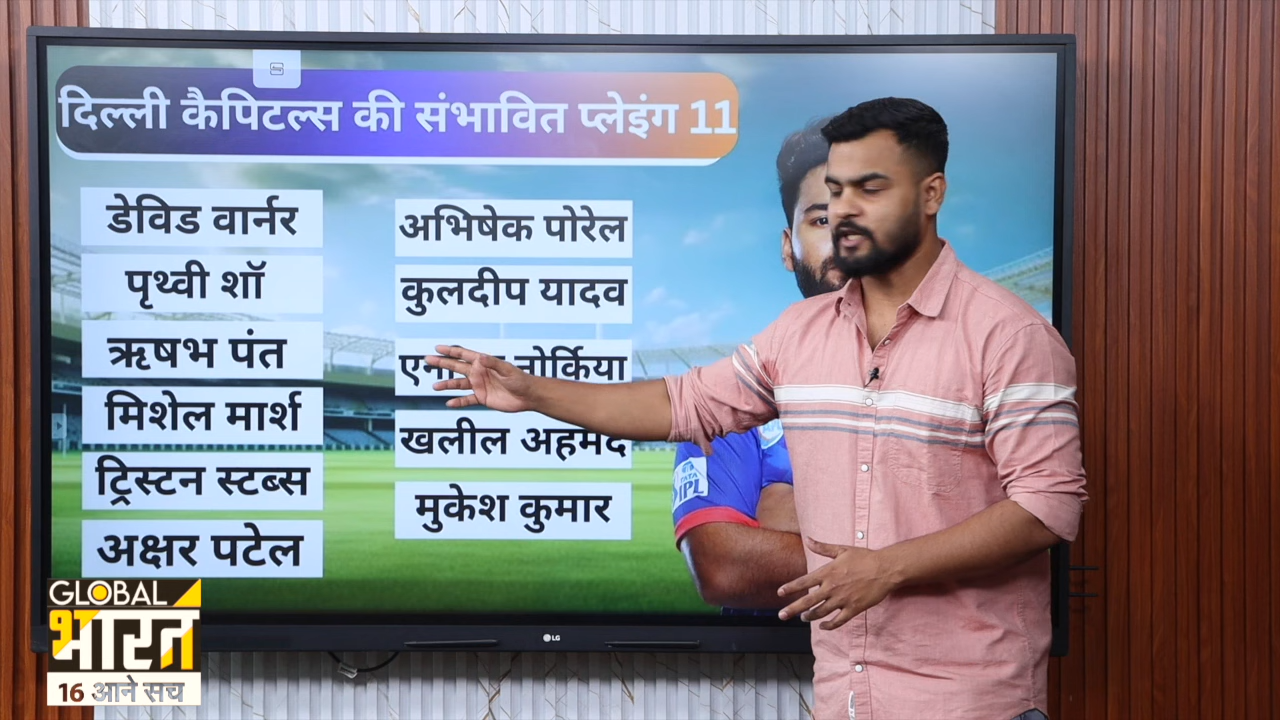 दिल्ली कैपिटल्स की संभावित प्लेइंग 11
डेविड वार्नर
पृथ्वी शॉ
ऋषभ पंत
मिशेल मार्श
ट्रिस्टन स्टब्स
अक्षर पटेल
अभिषेक पोरेल
कुलदीप यादव
नोर्किया
खलील अहमद
मुकेश कुमार
TATA
IPL
LG
GLOBAL
भारत
16 आने सच